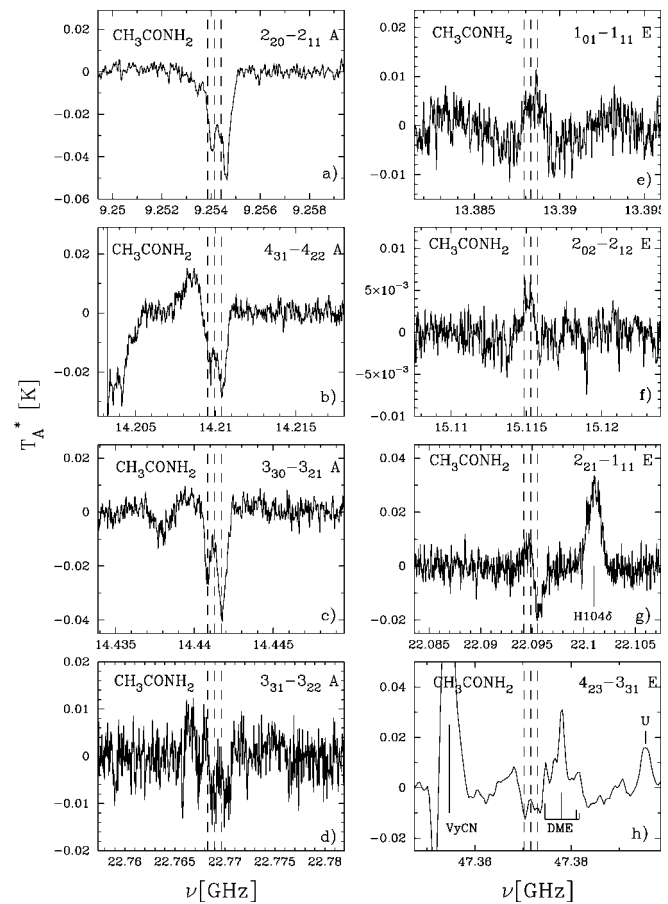 CH₃CONH₂ 2₂₀−2₁₁ A
0.02
0
−0.02
−0.04
−0.06
9.25 9.252 9.254 9.256 9.258
a)
CH₃CONH₂ 4₃₁−4₂₂ A
0.02
0
−0.02
14.205 14.21 14.215
b)
CH₃CONH₂ 3₃₀−3₂₁ A
0.02
0
−0.02
−0.04
14.435 14.44 14.445
c)
CH₃CONH₂ 3₃₁−3₂₂ A
0.02
0.01
0
−0.01
−0.02
22.76 22.765 22.77 22.775 22.78
d)
ν[GHz]
T_A* [K]
CH₃CONH₂ 1₀₁−1₁₁ E
0.02
0.01
0
−0.01
13.385 13.39 13.395
e)
CH₃CONH₂ 2₀₂−2₁₂ E
0.01
5×10⁻³
0
−5×10⁻³
−0.01
15.11 15.115 15.12
f)
CH₃CONH₂ 2₂₁−1₁₁ E
0.04
0.02
0
−0.02
22.085 22.09 22.095 22.1 22.105
H104δ
g)
CH₃CONH₂ 4₂₃−3₃₁ E
0.04
0.02
0
−0.02
47.36 47.38
VyCN
DME
U
h)
ν[GHz]